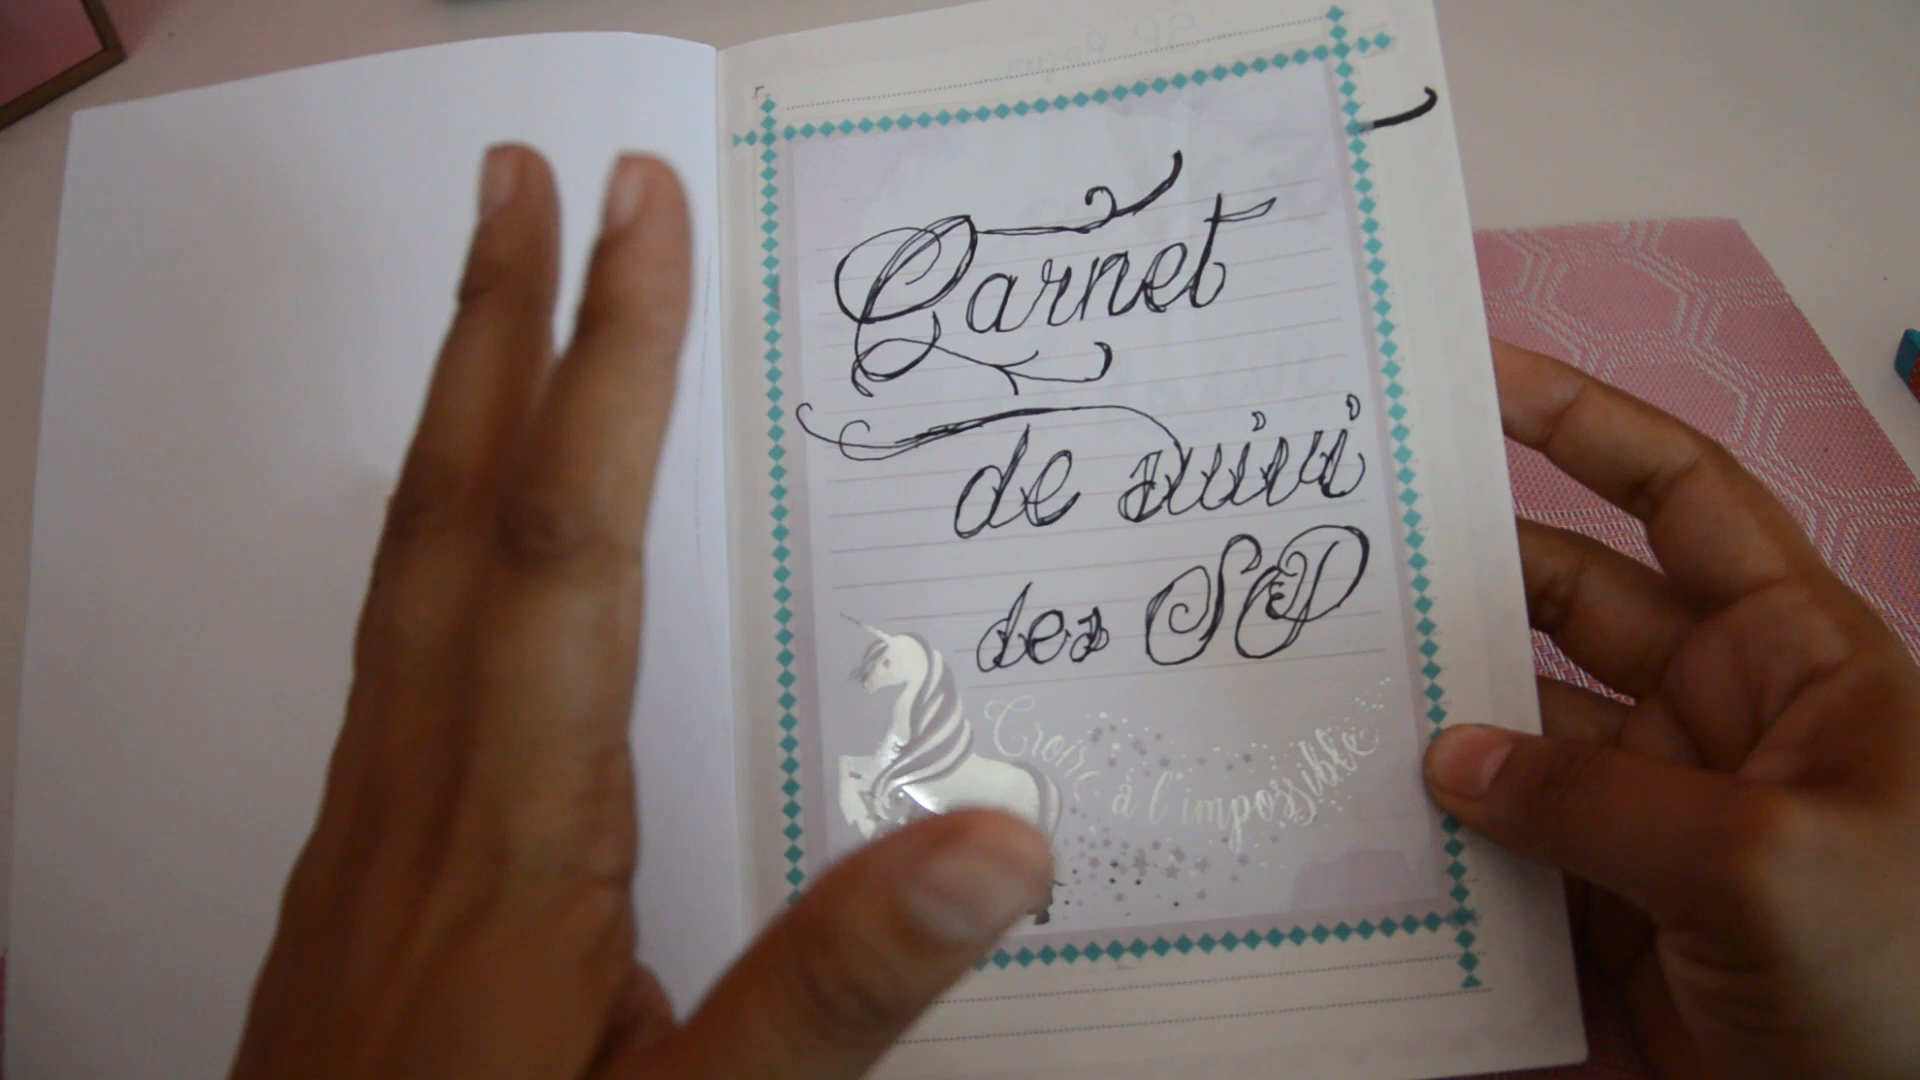 Carnet
de suivi
des SP
Croire à l'impossible